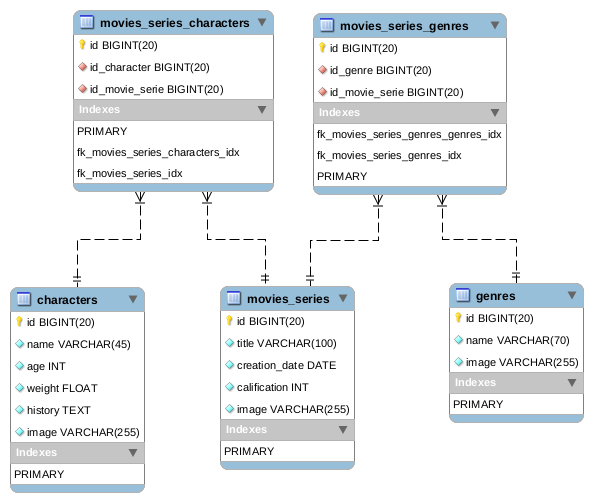 movies_series_characters
id BIGINT(20)
id_character BIGINT(20)
id_movie_serie BIGINT(20)
Indexes
PRIMARY
fk_movies_series_characters_idx
fk_movies_series_idx
movies_series_genres
id BIGINT(20)
id_genre BIGINT(20)
id_movie_serie BIGINT(20)
Indexes
fk_movies_series_genres_genres_idx
fk_movies_series_genres_idx
PRIMARY
characters
id BIGINT(20)
name VARCHAR(45)
age INT
weight FLOAT
history TEXT
image VARCHAR(255)
Indexes
PRIMARY
movies_series
id BIGINT(20)
title VARCHAR(100)
creation_date DATE
calification INT
image VARCHAR(255)
Indexes
PRIMARY
genres
id BIGINT(20)
name VARCHAR(70)
image VARCHAR(255)
Indexes
PRIMARY